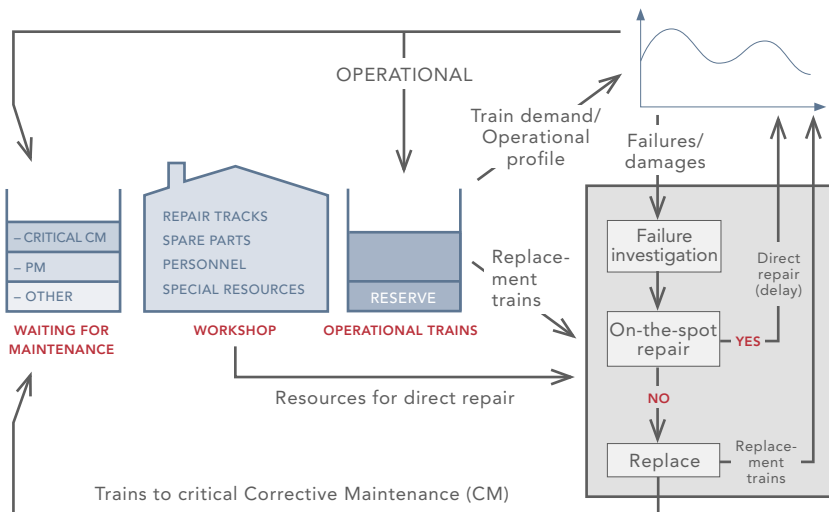 OPERATIONAL
Train demand/
Operational
profile
Failures/
damages
– CRITICAL CM
– PM
– OTHER
WAITING FOR
MAINTENANCE
REPAIR TRACKS
SPARE PARTS
PERSONNEL
SPECIAL RESOURCES
WORKSHOP
RESERVE
OPERATIONAL TRAINS
Replace-
ment
trains
Failure
investigation
Direct
repair
(delay)
On-the-spot
repair
YES
NO
Resources for direct repair
Replace
Replace-
ment
trains
Trains to critical Corrective Maintenance (CM)